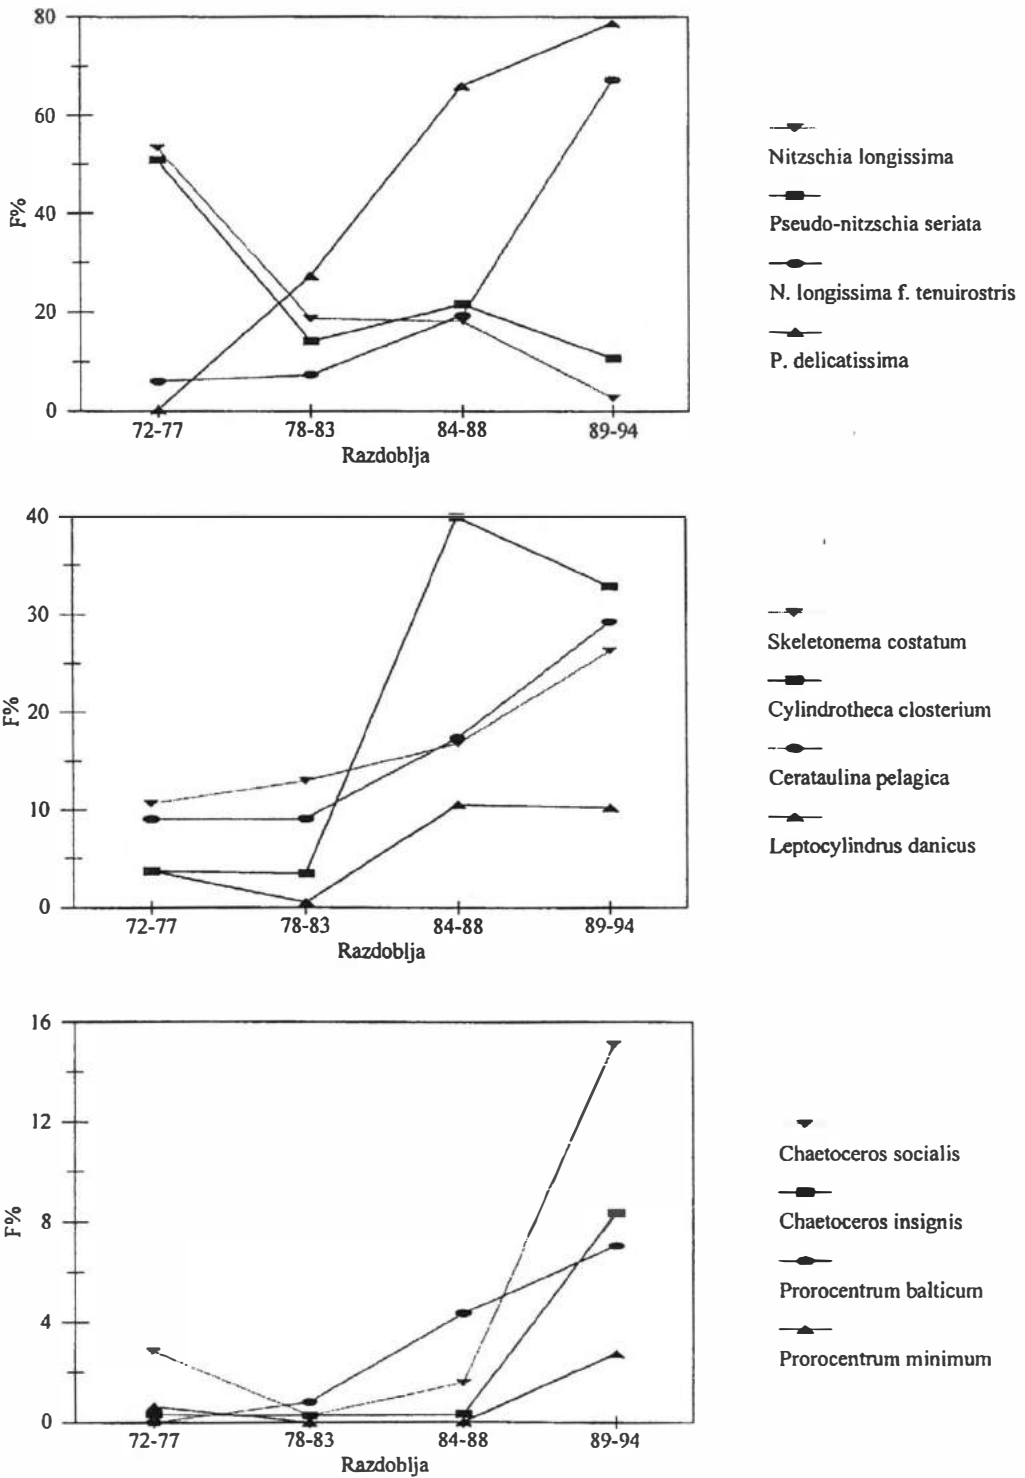 80
60
40
20
0
F%
72-77 78-83 84-88 89-94
Razdoblja
Nitzschia longissima
Pseudo-nitzschia seriata
N. longissima f. tenuirostris
P. delicatissima
40
30
20
10
0
F%
72-77 78-83 84-88 89-94
Razdoblja
Skeletonema costatum
Cylindrotheca closterium
Cerataulina pelagica
Leptocylindrus danicus
16
12
8
4
0
F%
72-77 78-83 84-88 89-94
Razdoblja
Chaetoceros socialis
Chaetoceros insignis
Prorocentrum balticum
Prorocentrum minimum